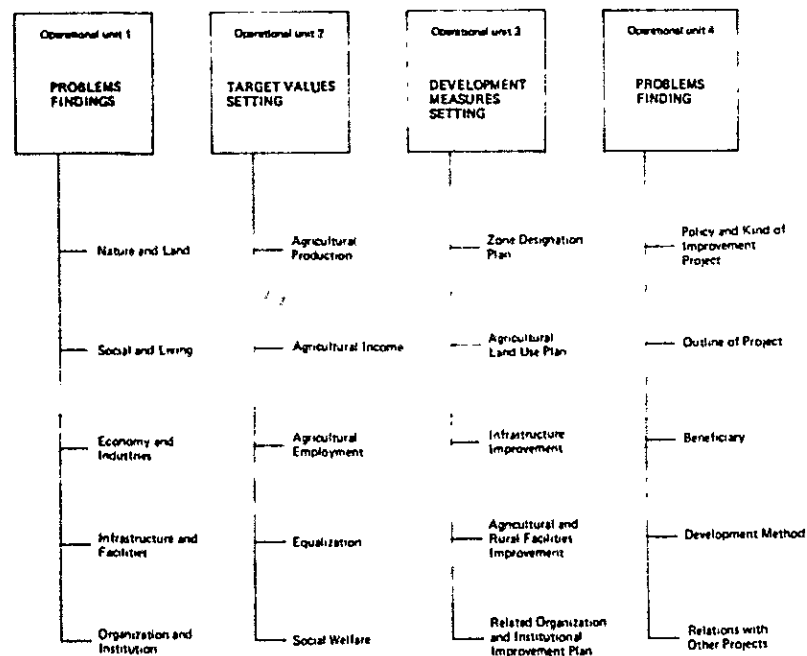 Operational unit 1
PROBLEMS
FINDINGS
Nature and Land
Social and Living
Economy and
Industries
Infrastructure and
Facilities
Organization and
Institution
Operational unit 2
TARGET VALUES
SETTING
Agricultural
Production
Agricultural Income
Agricultural
Employment
Equalization
Social Welfare
Operational unit 3
DEVELOPMENT
MEASURES
SETTING
Zone Designation
Plan
Agricultural
Land Use Plan
Infrastructure
Improvement
Agricultural and
Rural Facilities
Improvement
Related Organization
and Institutional
Improvement Plan
Operational unit 4
PROBLEMS
FINDING
Policy and Kind of
Improvement
Project
Outline of Project
Beneficiary
Development Method
Relations with
Other Projects